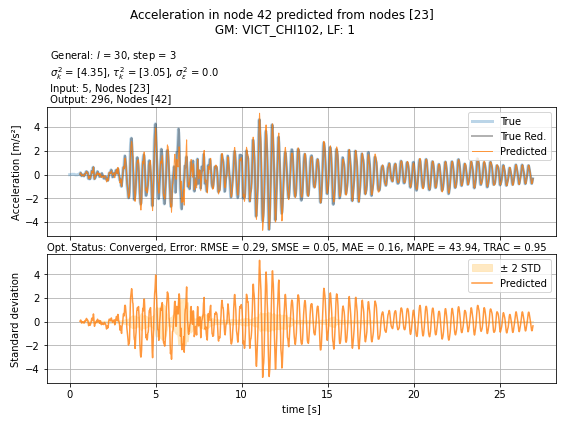 Acceleration in node 42 predicted from nodes [23]
GM: VICT_CHI102, LF: 1
General: l = 30, step = 3
σ²ₖ = [4.35], τ²ₖ = [3.05], σ²ε = 0.0
Input: 5, Nodes [23]
Output: 296, Nodes [42]
Acceleration [m/s²]
4
2
0
−2
−4
True
True Red.
Predicted
Opt. Status: Converged, Error: RMSE = 0.29, SMSE = 0.05, MAE = 0.16, MAPE = 43.94, TRAC = 0.95
Standard deviation
4
2
0
−2
−4
± 2 STD
Predicted
0 5 10 15 20 25
time [s]